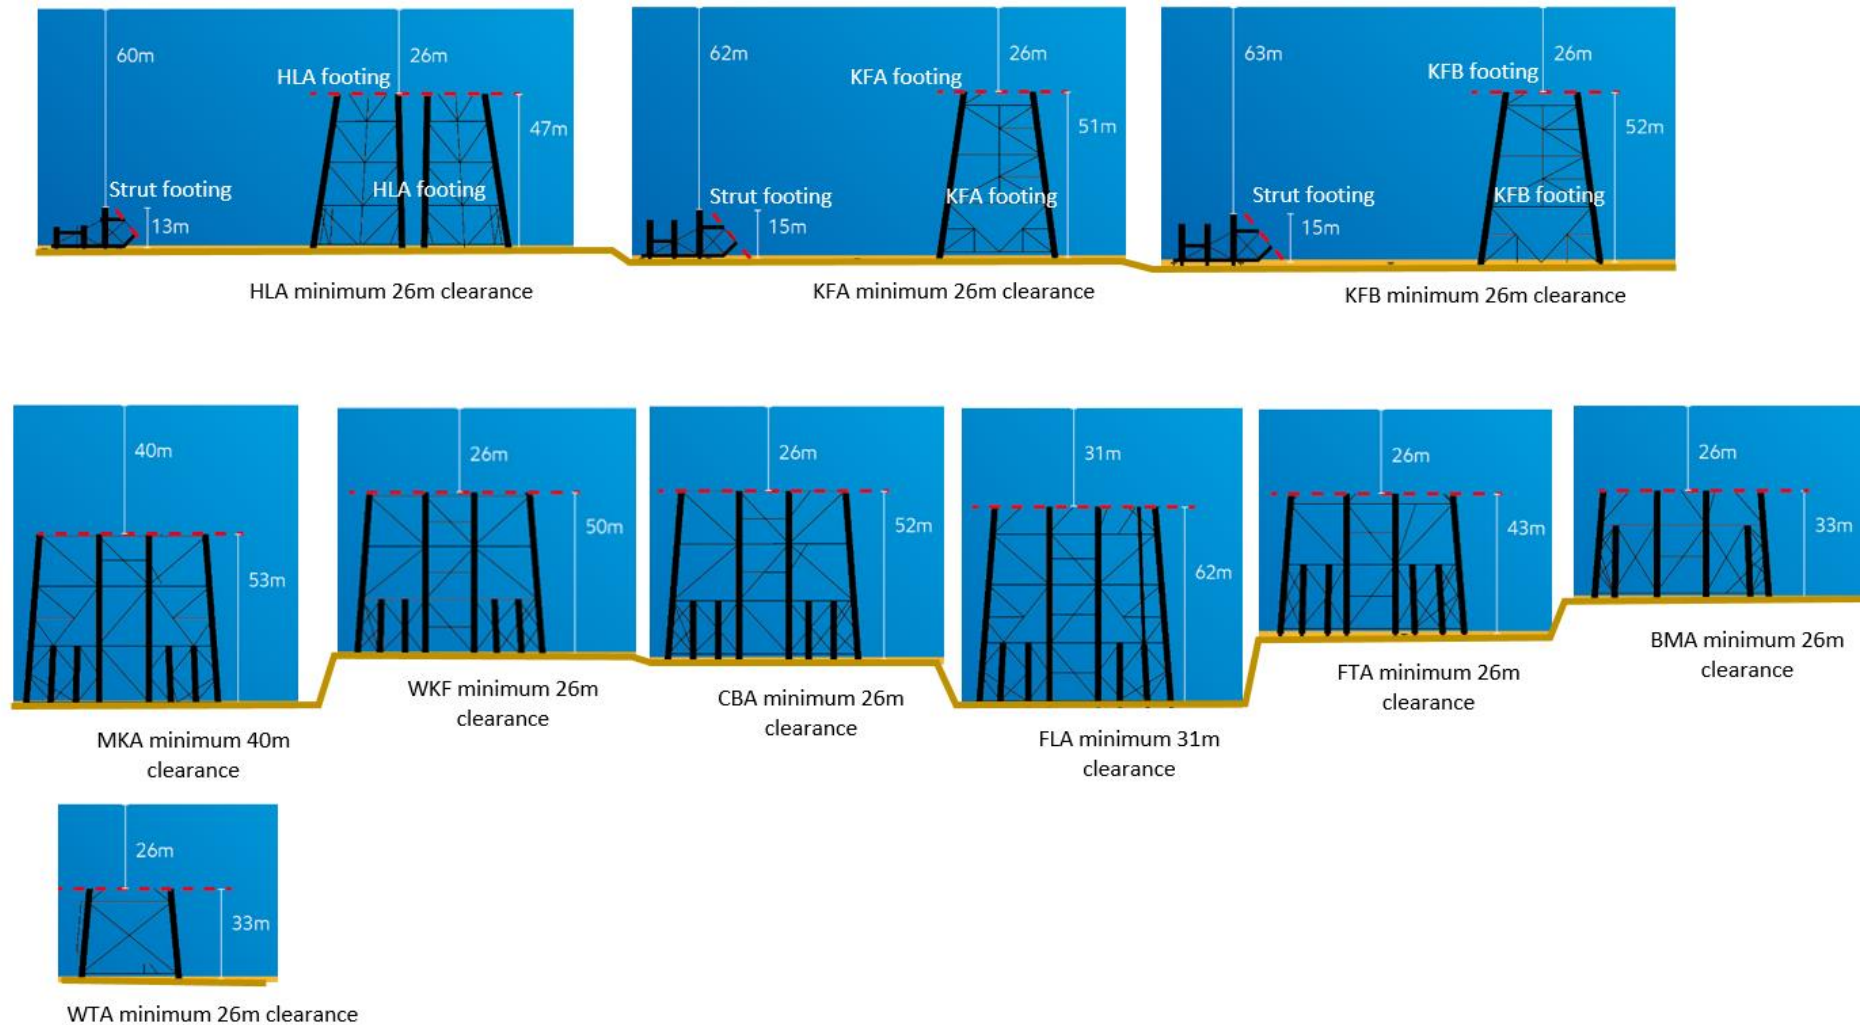 60m
26m
HLA footing
47m
HLA footing
Strut footing
13m
HLA minimum 26m clearance
62m
26m
KFA footing
51m
Strut footing
KFA footing
15m
KFA minimum 26m clearance
63m
26m
KFB footing
52m
Strut footing
KFB footing
15m
KFB minimum 26m clearance
40m
53m
MKA minimum 40m
clearance
26m
50m
WKF minimum 26m
clearance
26m
52m
CBA minimum 26m
clearance
31m
62m
FLA minimum 31m
clearance
26m
43m
FTA minimum 26m
clearance
26m
33m
BMA minimum 26m
clearance
26m
33m
WTA minimum 26m clearance